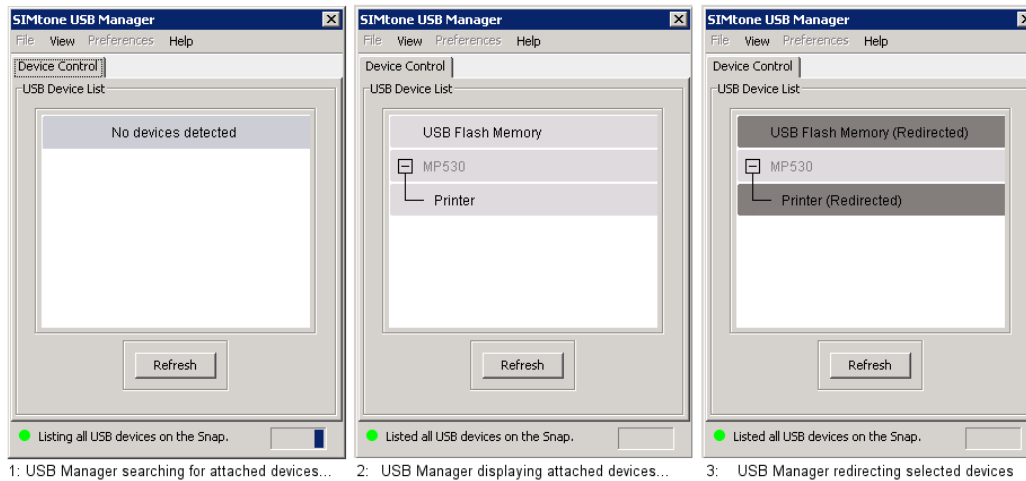 SIMtone USB Manager
File View Preferences Help
Device Control
USB Device List
No devices detected
Refresh
Listing all USB devices on the Snap.
1: USB Manager searching for attached devices...
SIMtone USB Manager
File View Preferences Help
Device Control
USB Device List
USB Flash Memory
MP530
Printer
Refresh
Listed all USB devices on the Snap.
2: USB Manager displaying attached devices...
SIMtone USB Manager
File View Preferences Help
Device Control
USB Device List
USB Flash Memory (Redirected)
MP530
Printer (Redirected)
Refresh
Listed all USB devices on the Snap.
3: USB Manager redirecting selected devices